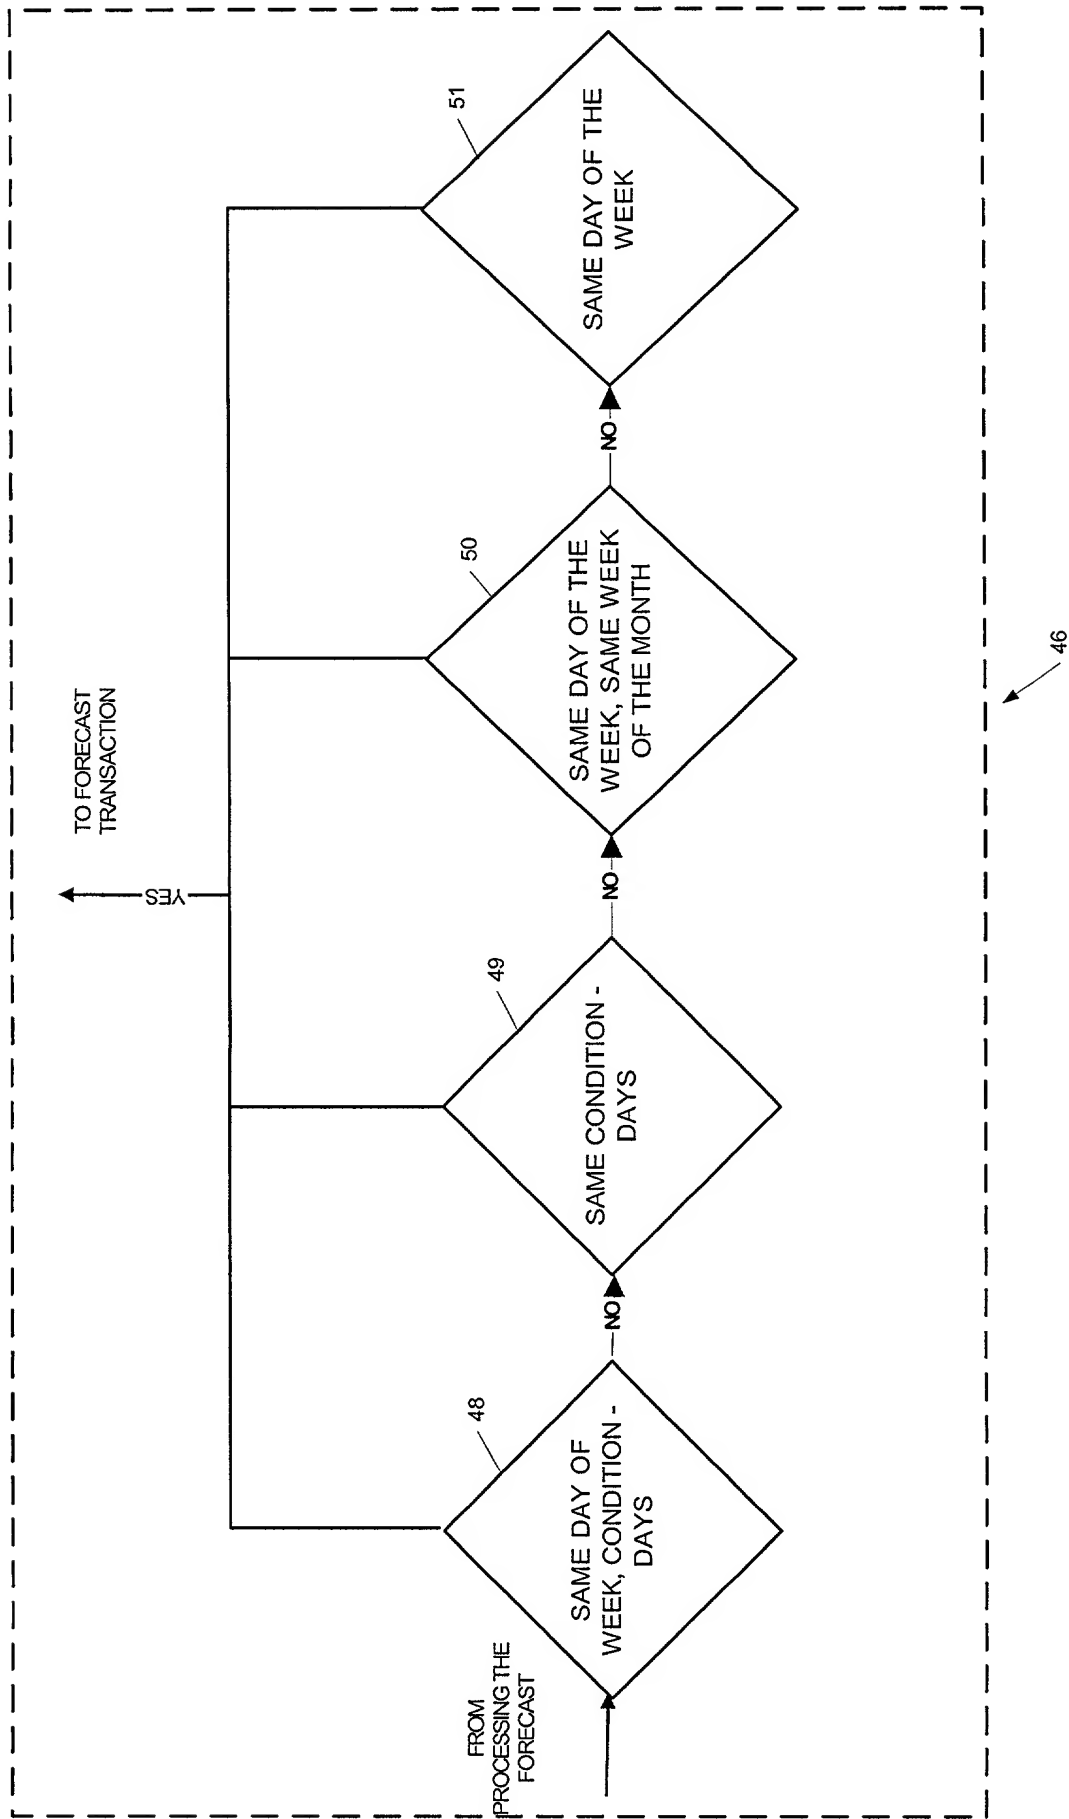 FROM
PROCESSING THE
FORECAST
SAME DAY OF
WEEK, CONDITION -
DAYS
48
NO
SAME CONDITION -
DAYS
49
NO
SAME DAY OF THE
WEEK, SAME WEEK
OF THE MONTH
50
NO
SAME DAY OF THE
WEEK
51
YES
TO FORECAST
TRANSACTION
46